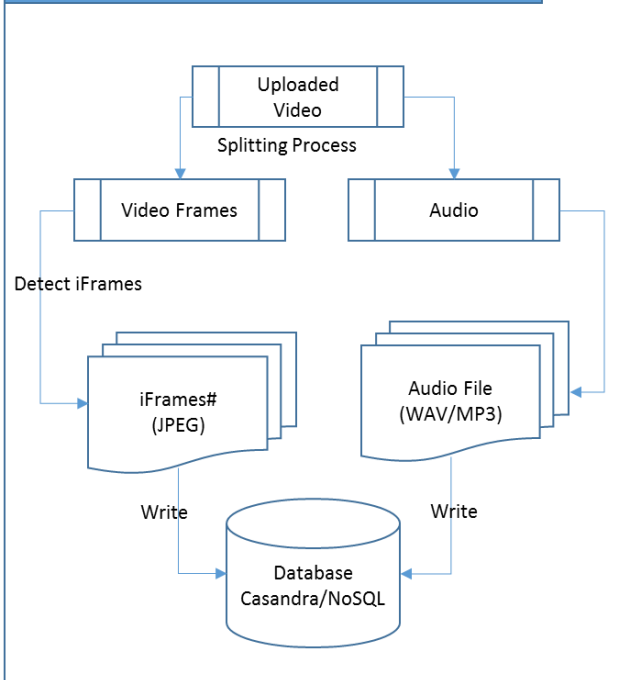 Uploaded
Video
Splitting Process
Video Frames
Audio
Detect iFrames
iFrames#
(JPEG)
Audio File
(WAV/MP3)
Write
Write
Database
Casandra/NoSQL